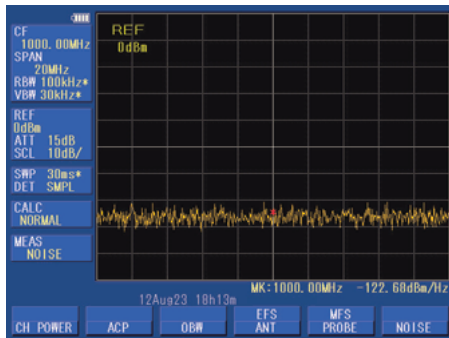 CF
1000.00MHz
SPAN
20MHz
RBW 100kHz*
VBW 30kHz*
REF
0dBm
ATT 15dB
SCL 10dB/
SWP 30ms*
DET SMPL
CALC
NORMAL
MEAS
NOISE
REF
0dBm
MK:1000.00MHz -122.68dBm/Hz
12Aug23 18h13m
CH POWER
ACP
OBW
EFS
ANT
MFS
PROBE
NOISE